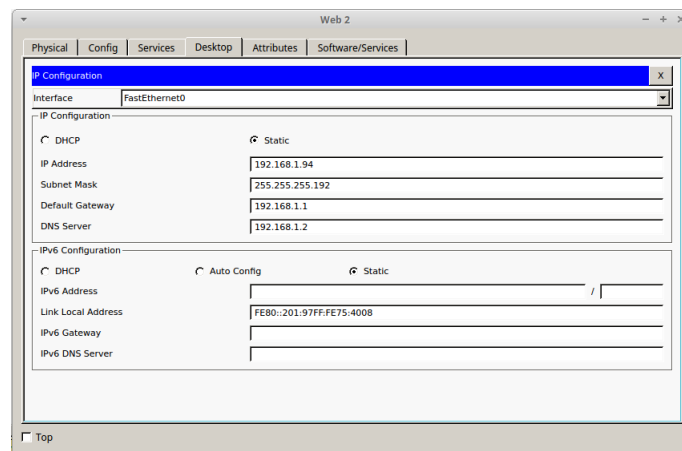 Web 2
Physical Config Services Desktop Attributes Software/Services
IP Configuration X
Interface FastEthernet0
IP Configuration
DHCP Static
IP Address 192.168.1.94
Subnet Mask 255.255.255.192
Default Gateway 192.168.1.1
DNS Server 192.168.1.2
IPv6 Configuration
DHCP Auto Config Static
IPv6 Address /
Link Local Address FE80::201:97FF:FE75:4008
IPv6 Gateway
IPv6 DNS Server
Top